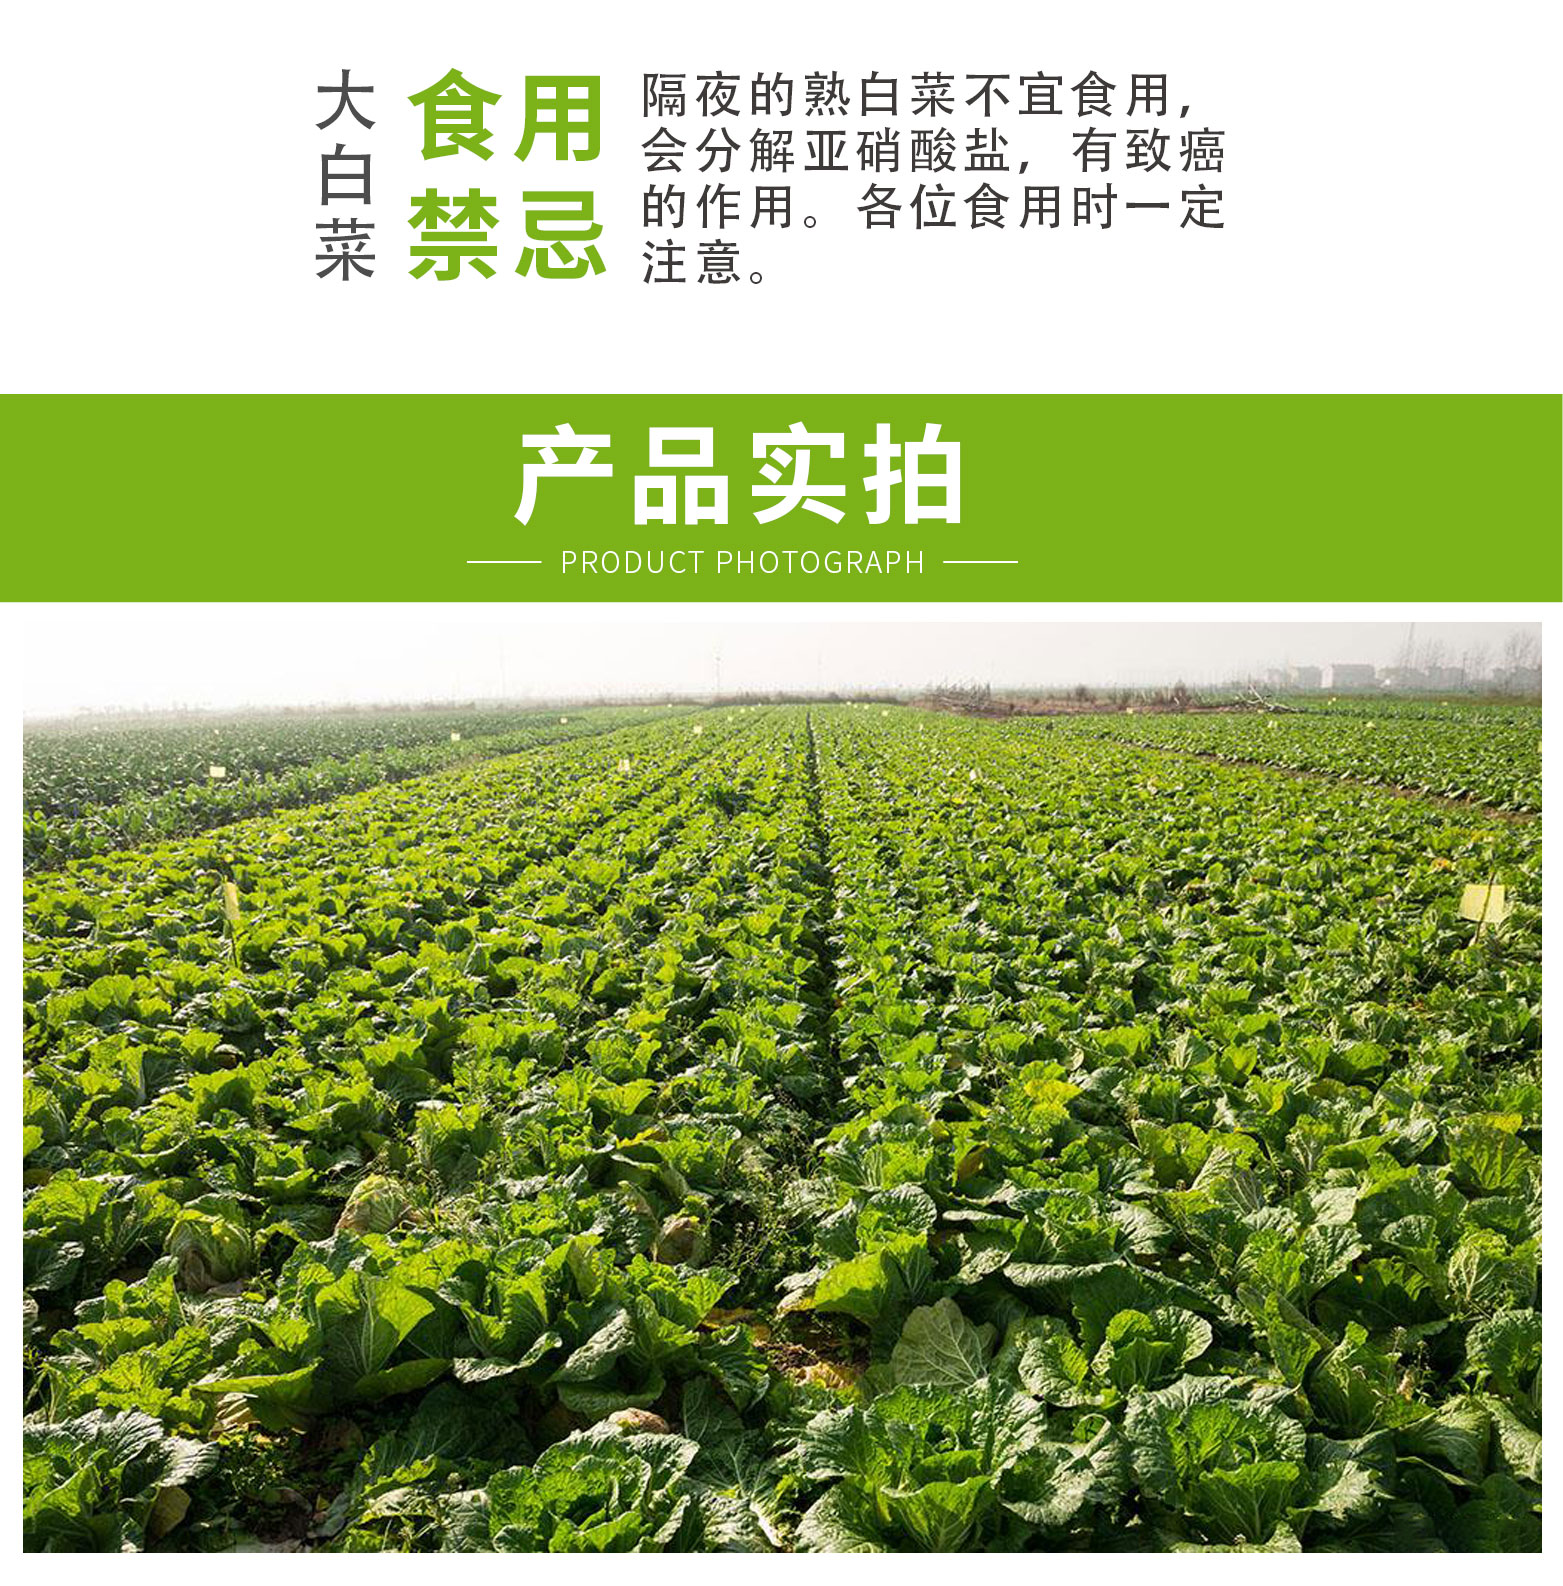 大白菜
食用
禁忌
隔夜的熟白菜不宜食用，
会分解亚硝酸盐，有致癌
的作用。各位食用时一定
注意。
产品实拍
PRODUCT PHOTOGRAPH